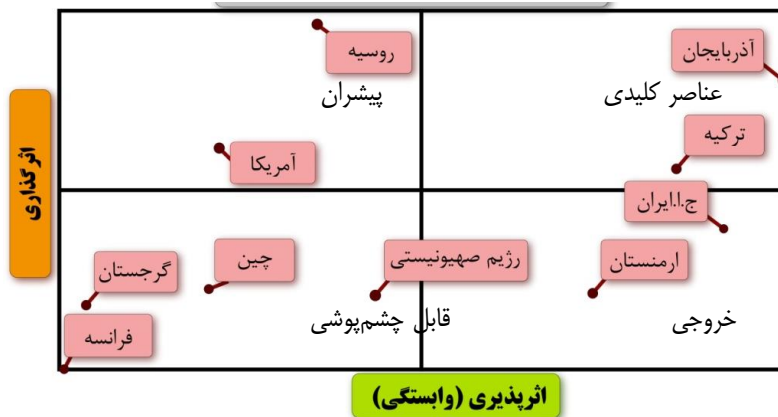 آذربایجان
روسیه
عناصر کلیدی
پیشران
ترکیه
آمریکا
اثرگذاری
ج.ا.ایران
ارمنستان
رژیم صهیونیستی
چین
گرجستان
خروجی
قابل چشم‌پوشی
فرانسه
اثرپذیری (وابستگی)